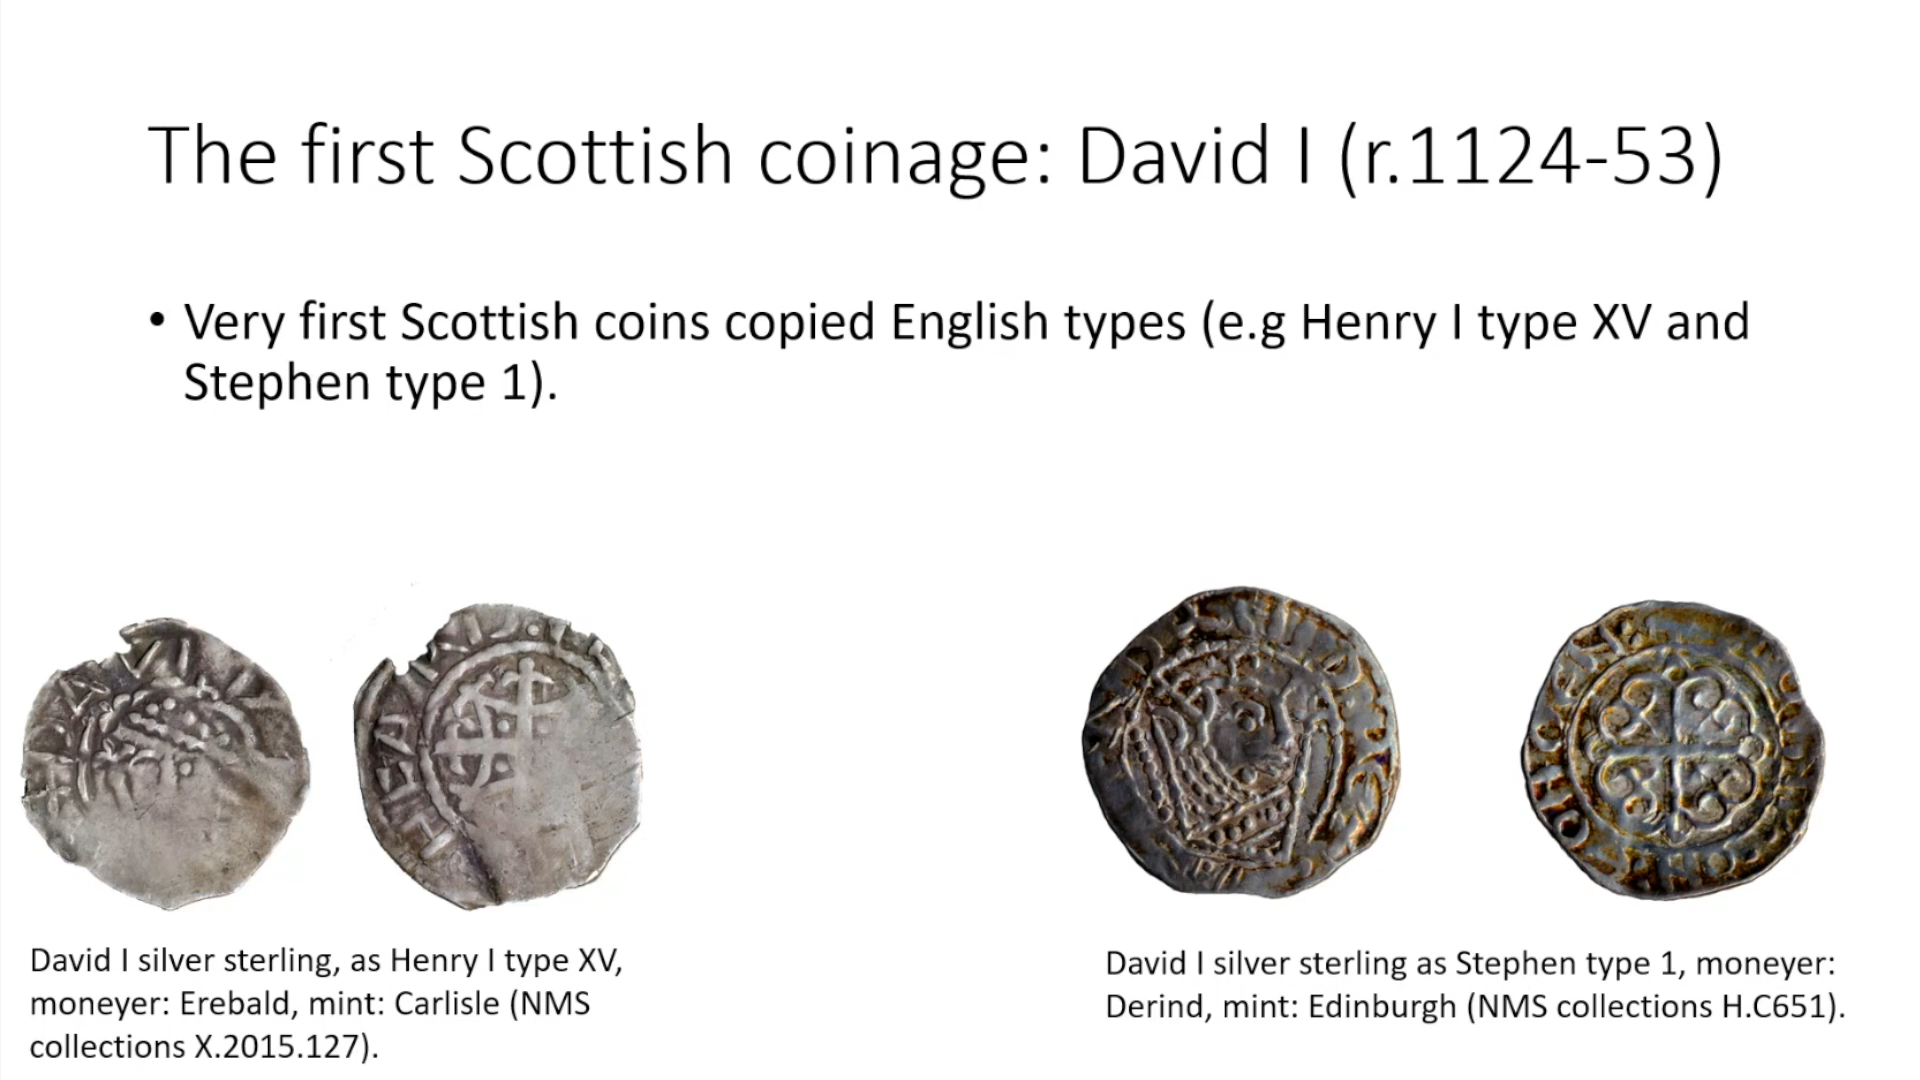 The first Scottish coinage: David I (r.1124-53)
• Very first Scottish coins copied English types (e.g Henry I type XV and
Stephen type 1).
David I silver sterling, as Henry I type XV,
moneyer: Erebald, mint: Carlisle (NMS
collections X.2015.127).
David I silver sterling as Stephen type 1, moneyer:
Derind, mint: Edinburgh (NMS collections H.C651).